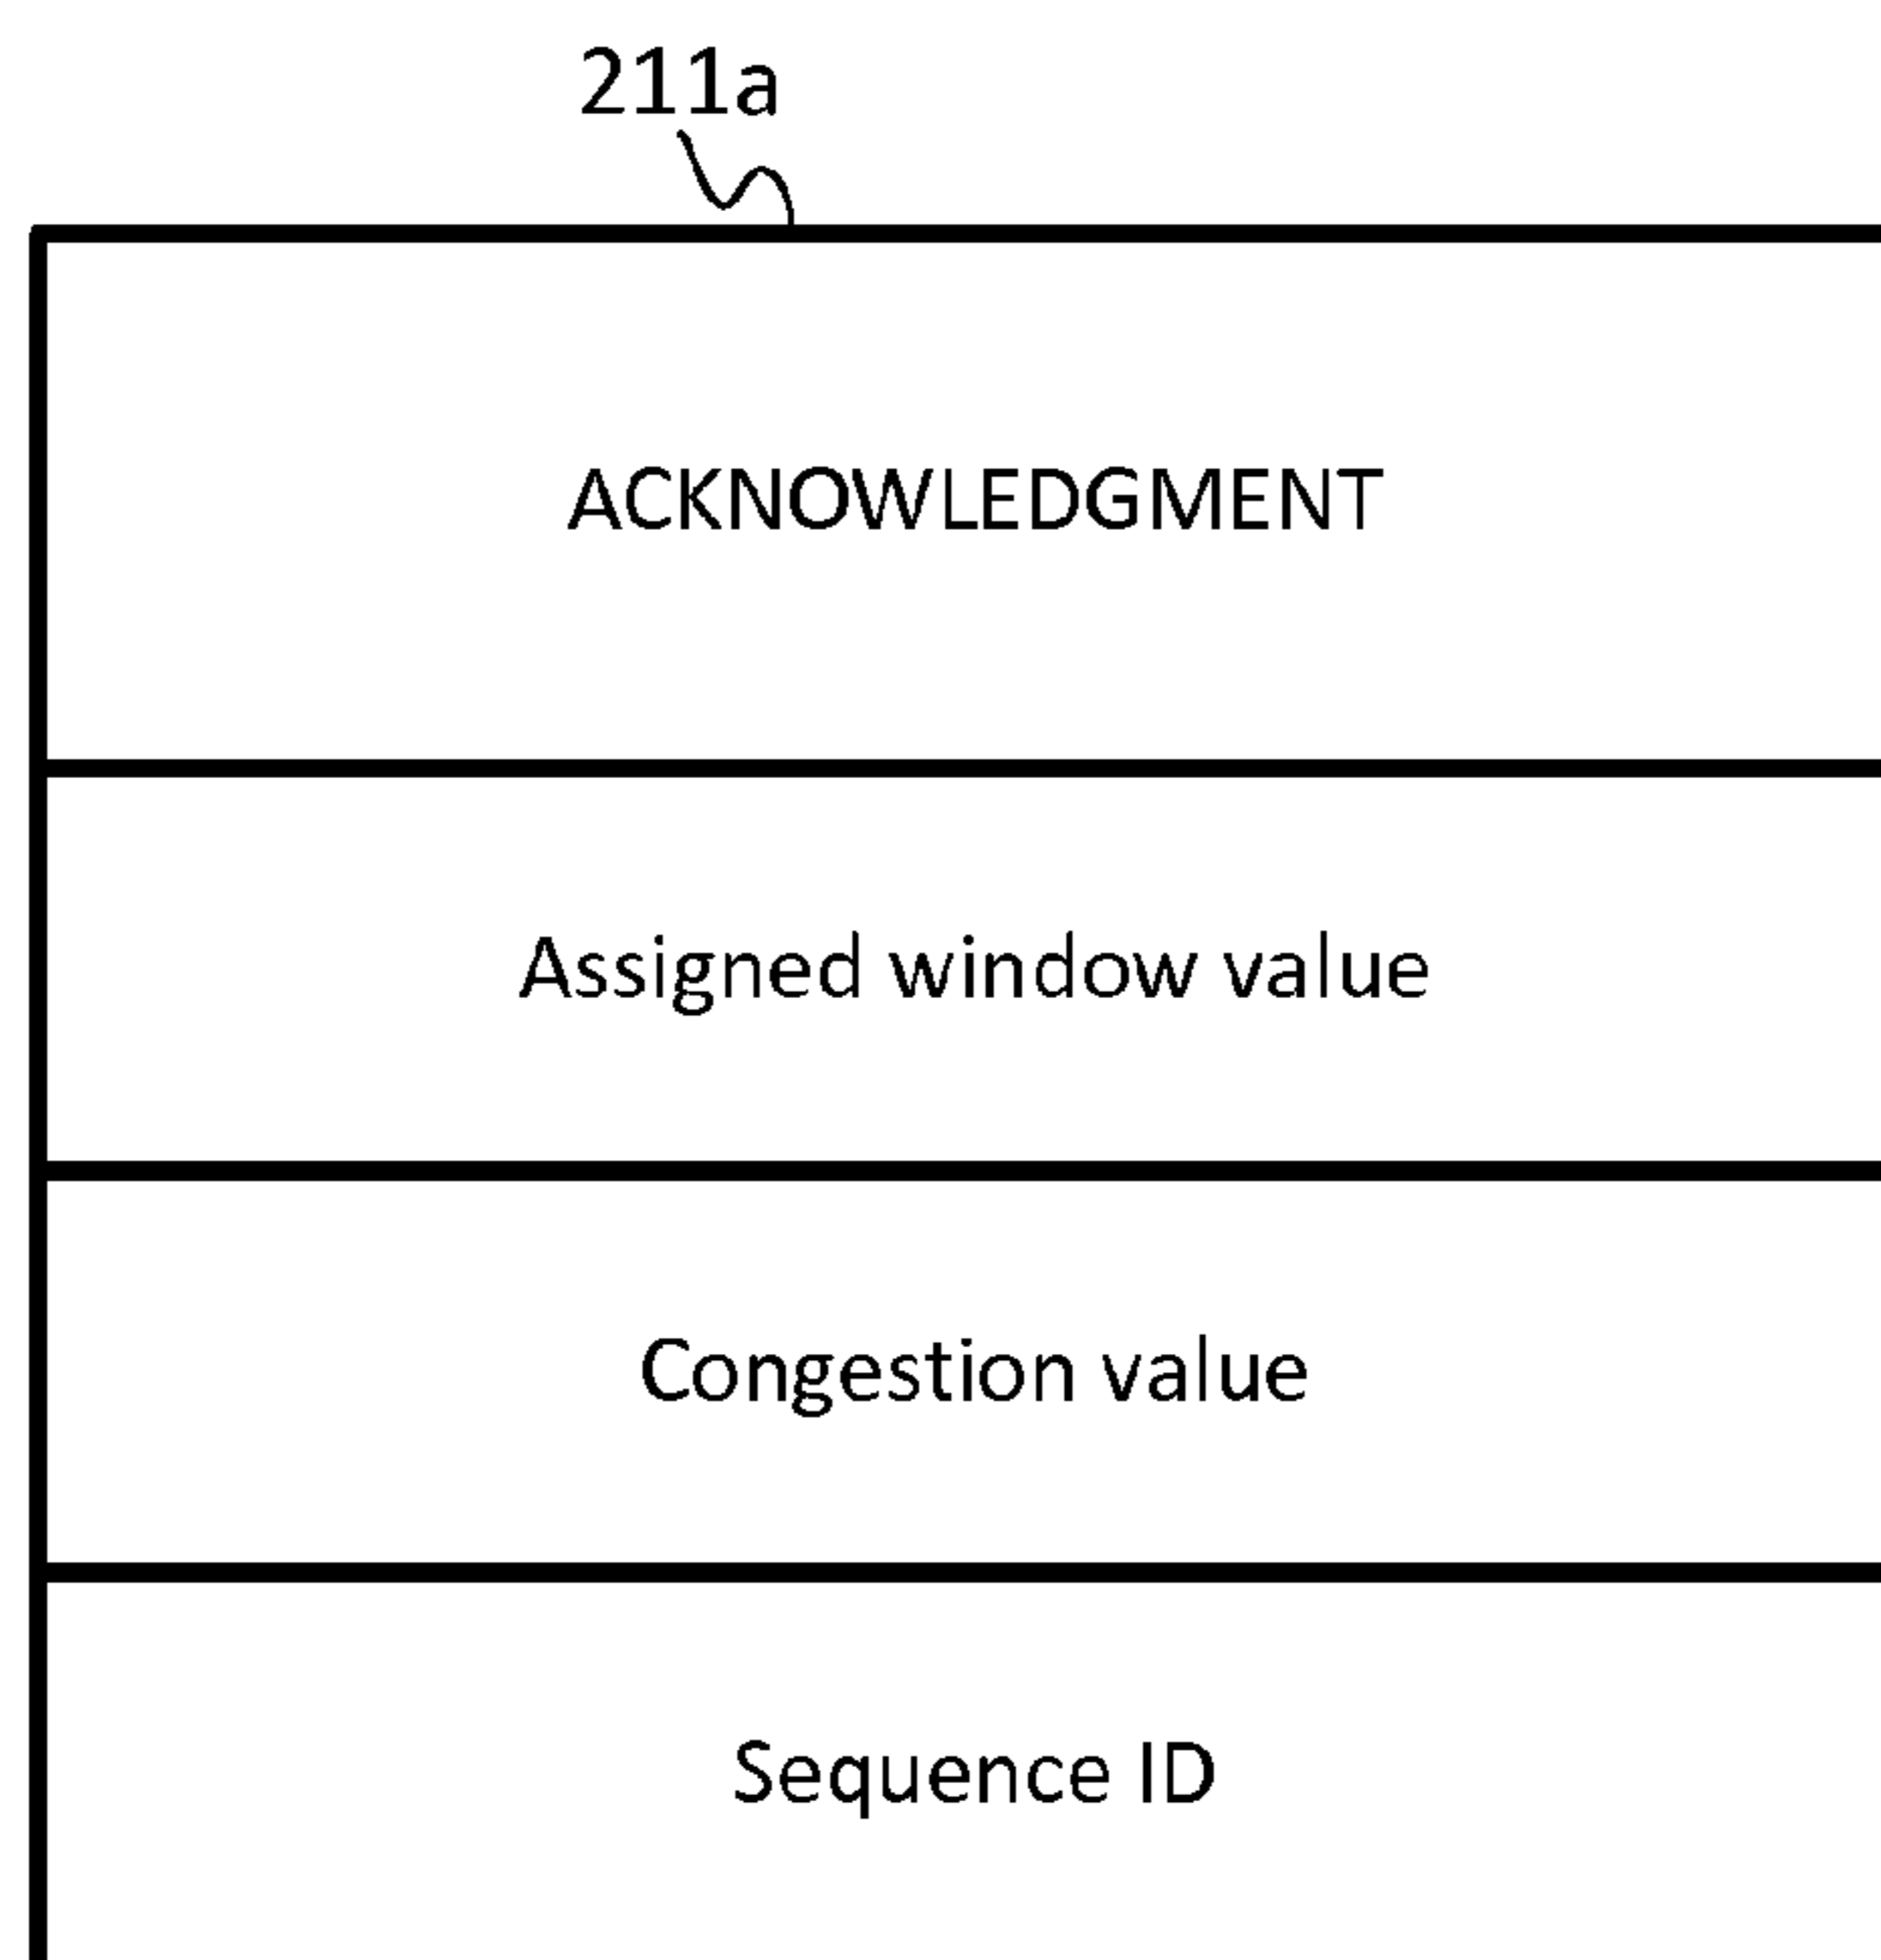 211a
ACKNOWLEDGMENT
Assigned window value
Congestion value
Sequence ID